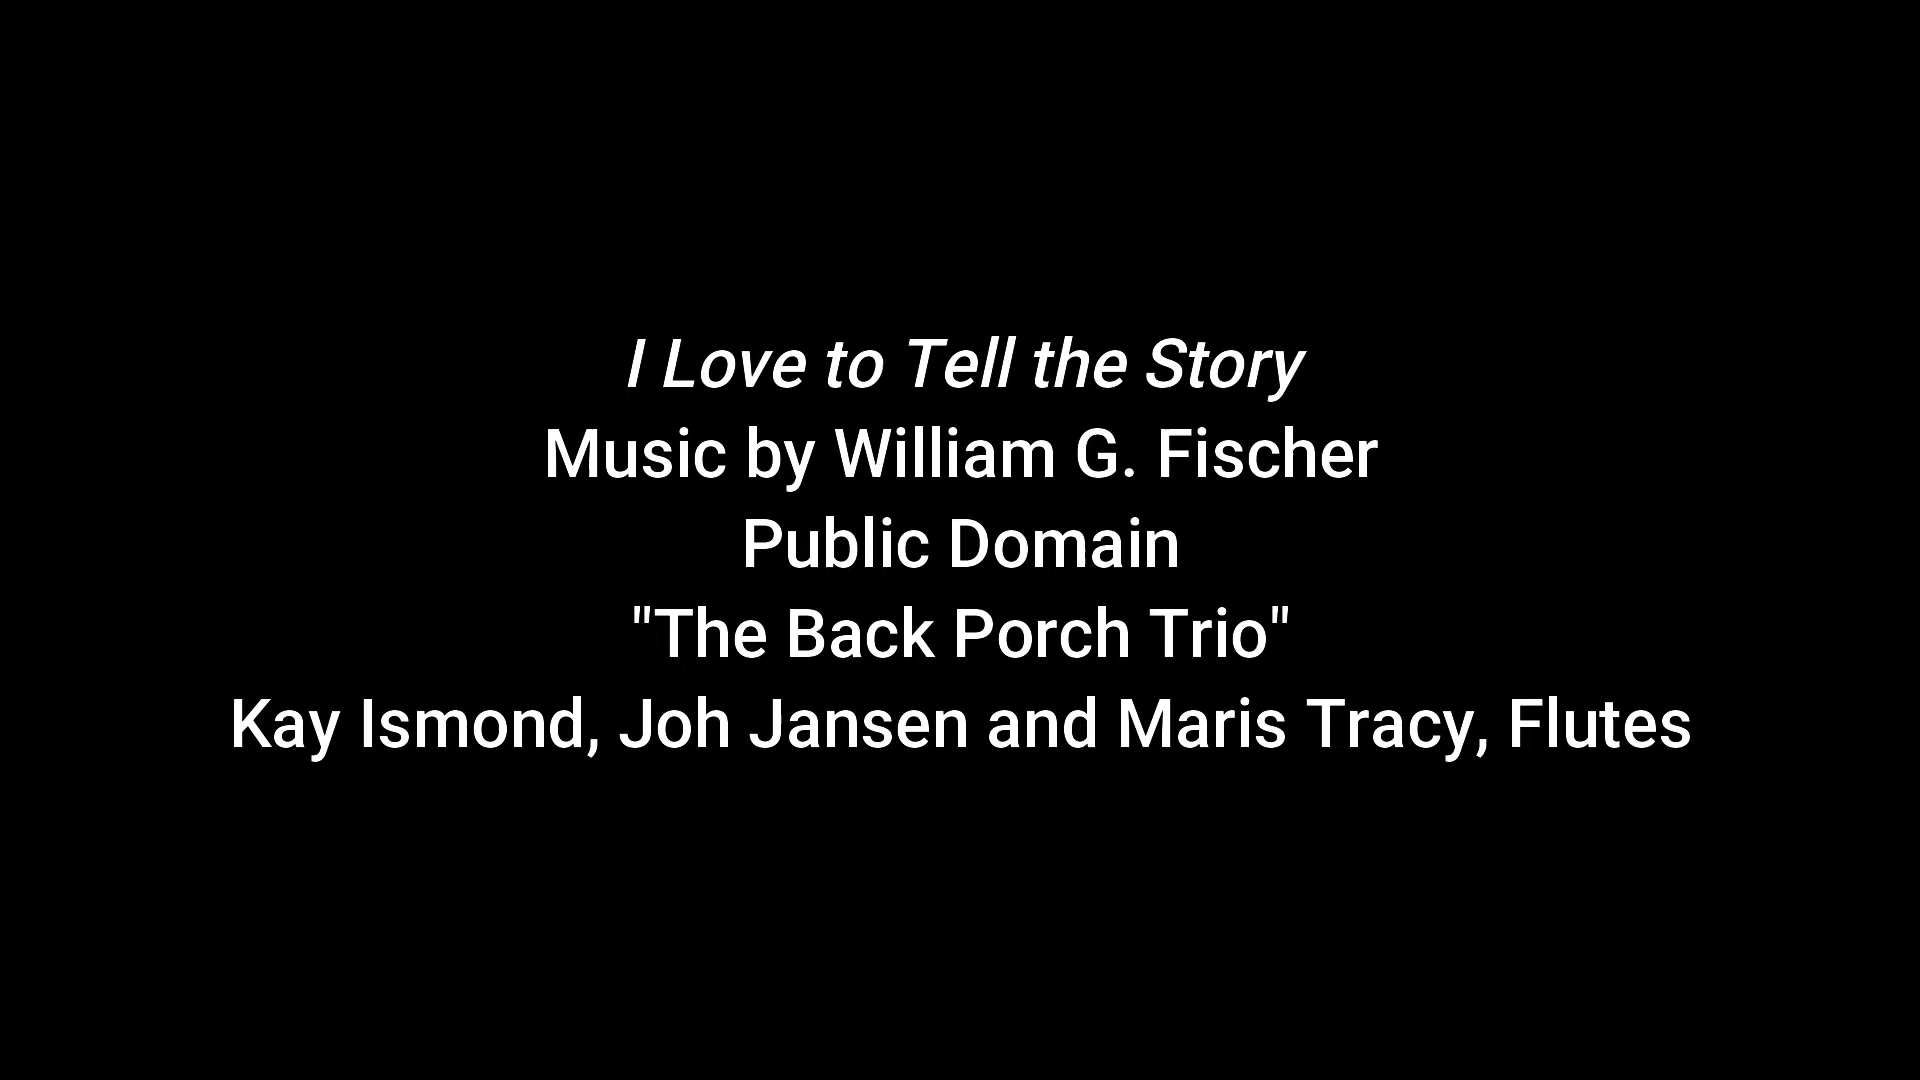 I Love to Tell the Story
Music by William G. Fischer
Public Domain
"The Back Porch Trio"
Kay Ismond, Joh Jansen and Maris Tracy, Flutes